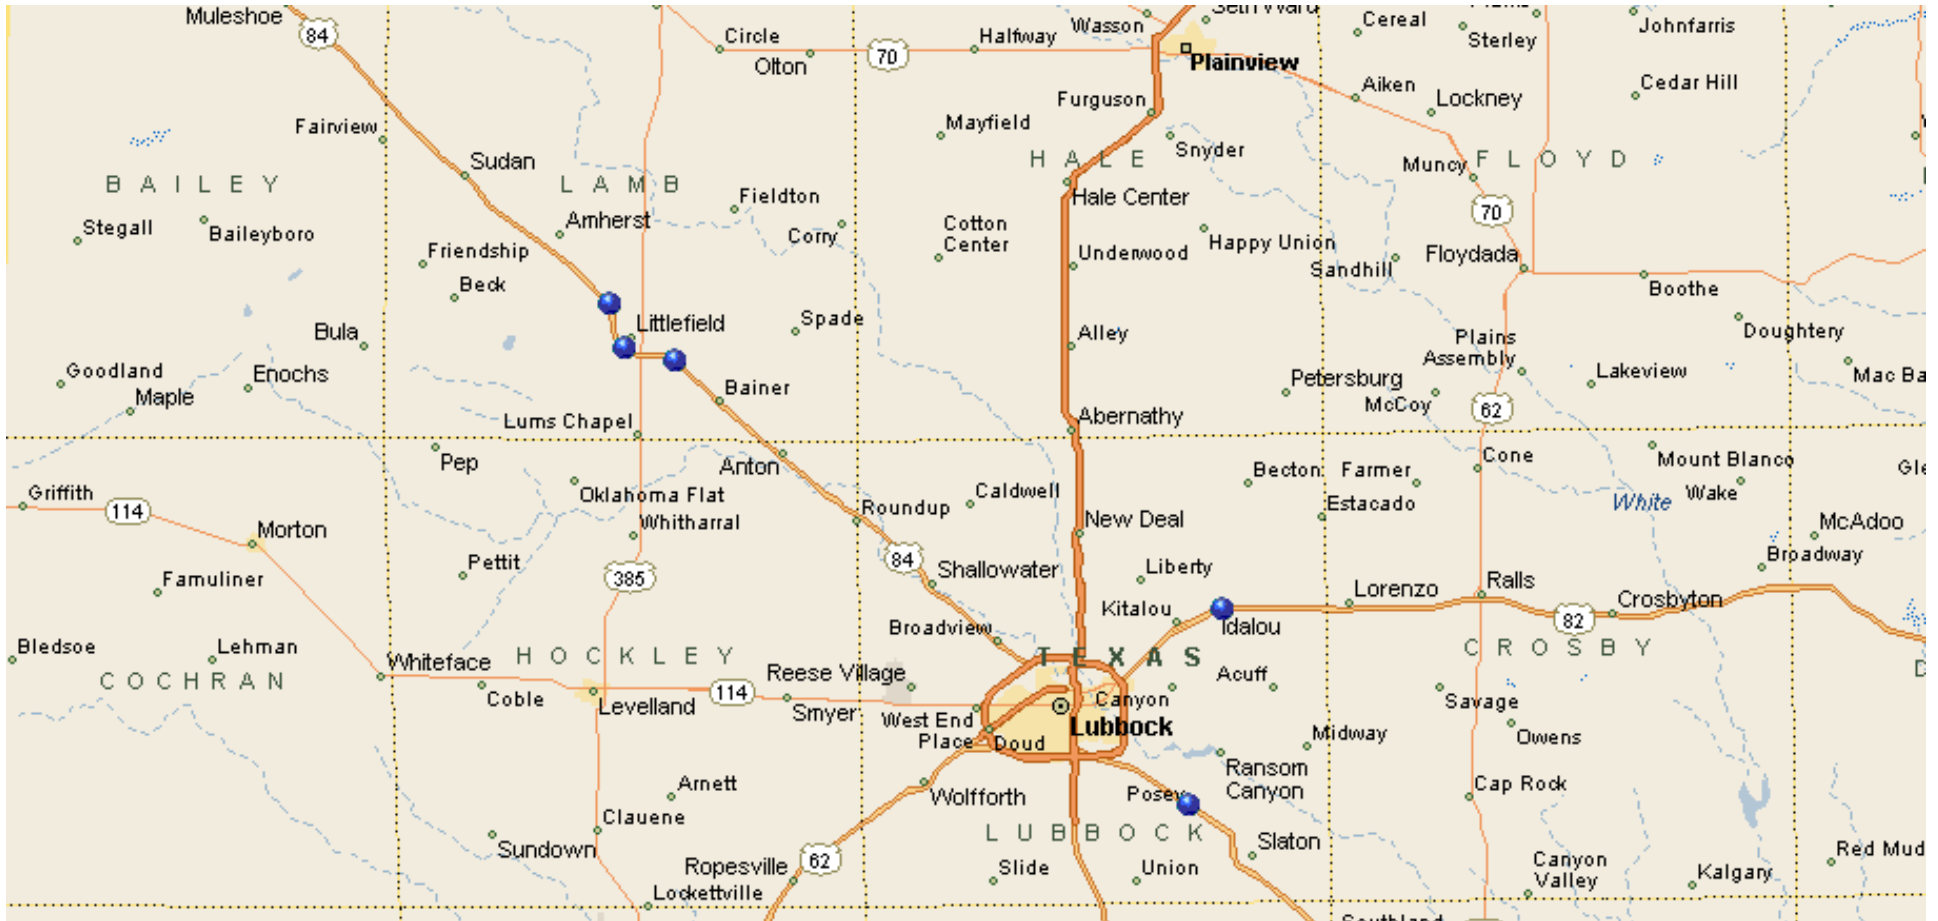 Muleshoe
84
Circle
Olton
70
Halfway
Wasson
Seth Ward
Plainview
Cereal
Sterley
Johnfarris
Aiken
Lockney
Cedar Hill
Furguson
Fairview
Mayfield
Snyder
Sudan
HALE
Muncy
FLOYD
BAILEY
LAMB
Fieldton
Hale Center
70
Stegall
Baileyboro
Amherst
Corry
Cotton
Center
Happy Union
Friendship
Underwood
Sandhill
Floydada
Beck
Boothe
Bula
Littlefield
Spade
Alley
Plains
Assembly
Doughtery
Goodland
Enochs
Maple
Bainer
Petersburg
McCoy
Lakeview
Mac Ba
62
Lums Chapel
Abernathy
Pep
Anton
Becton
Farmer
Cone
Mount Blanco
Gle
Griffith
114
Oklahoma Flat
Caldwell
Estacado
White
Wake
Morton
Whitharral
Roundup
New Deal
McAdoo
Broadway
Famuliner
Pettit
385
84
Shallowater
Liberty
Lorenzo
Ralls
Kitalou
Idalou
82
Crosbyton
Broadview
Bledsoe
Lehman
Whiteface
HOCKLEY
TEXAS
CROSBY
COCHRAN
Coble
Levelland
114
Reese Village
Smyer
Acuff
Canyon
Savage
West End
Place
Doud
Lubbock
Midway
Owens
Arnett
Wolfforth
Posey
Ransom
Canyon
Cap Rock
Clauene
Sundown
LUBBOCK
Slaton
Ropesville
62
Slide
Union
Canyon
Valley
Kalgary
Red Mud
Lockettville
Southland